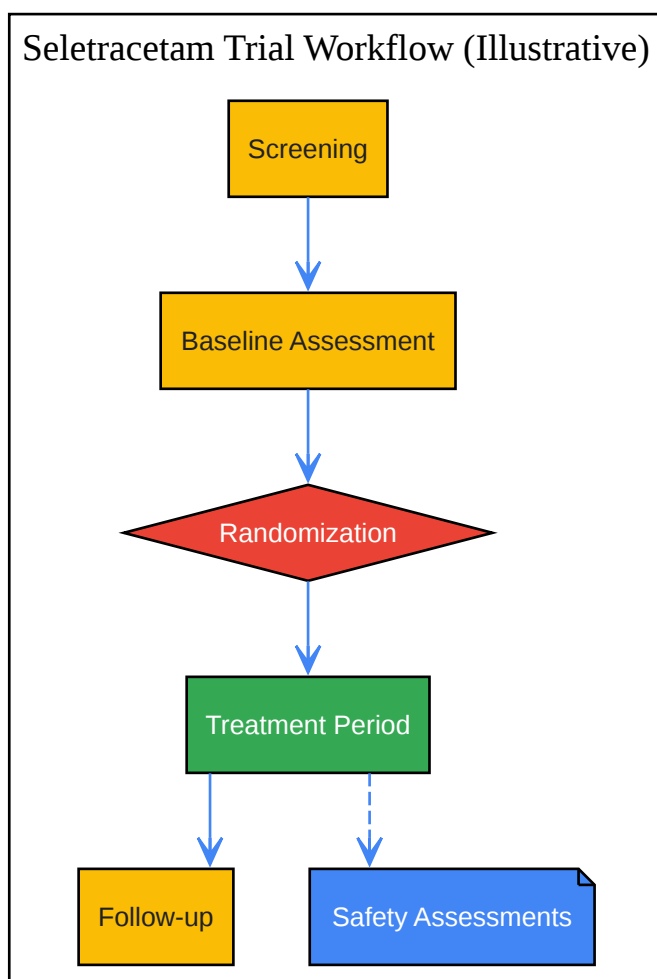 Seletracetam Trial Workflow (Illustrative)
Screening
Baseline Assessment
Randomization
Treatment Period
Follow-up
Safety Assessments